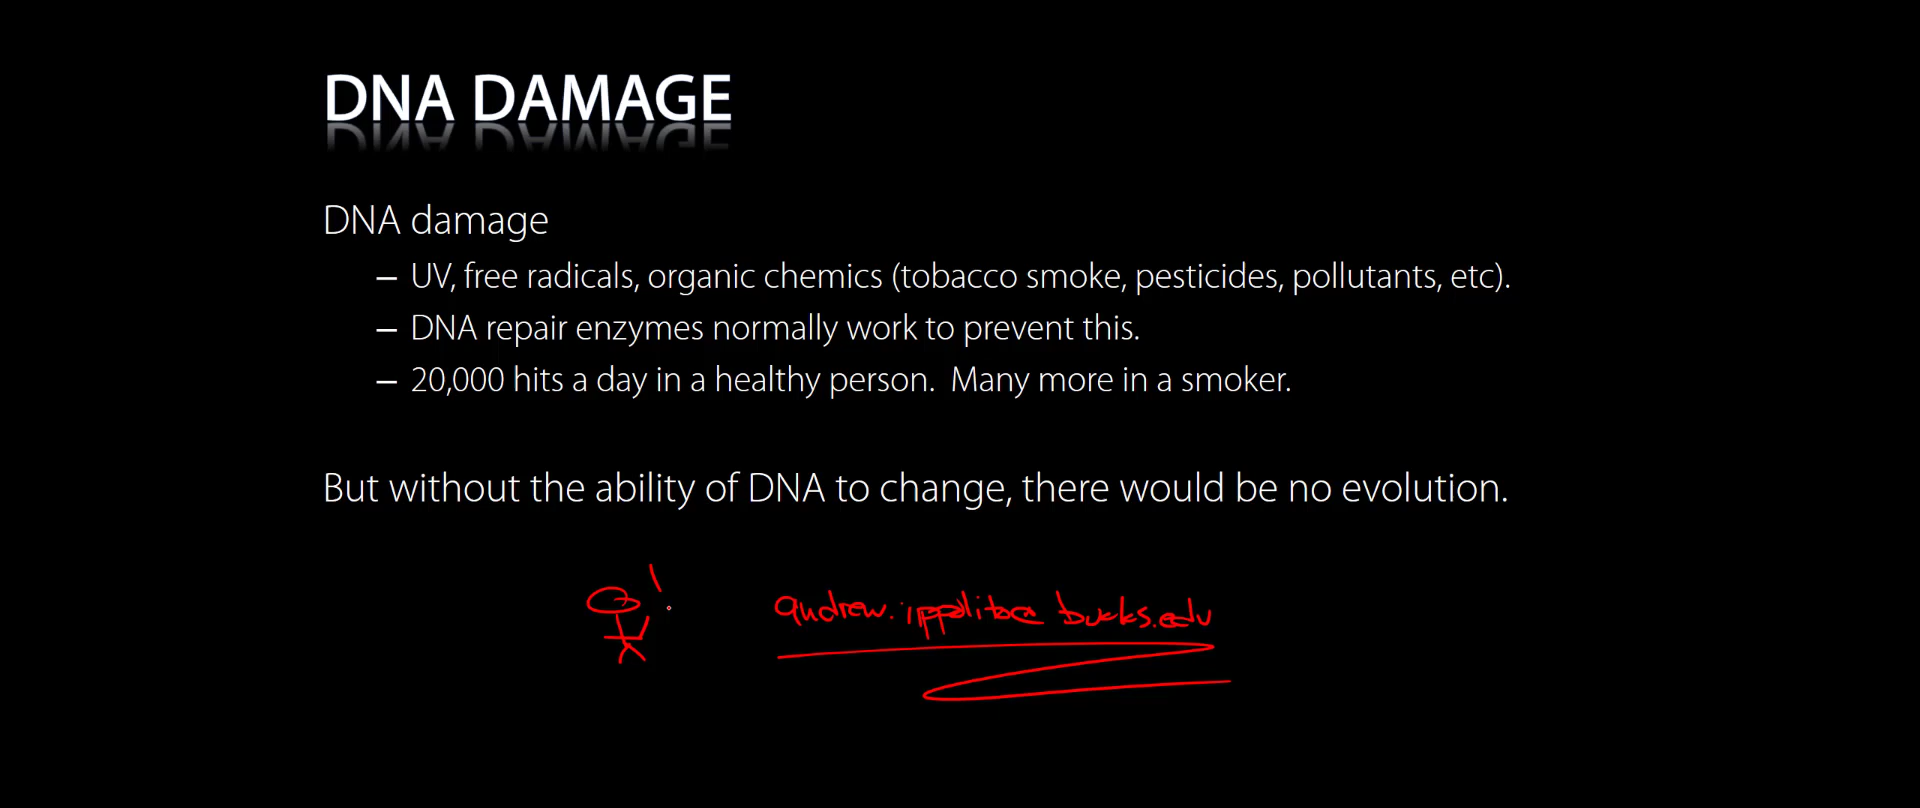 DNA DAMAGE
DNA damage
– UV, free radicals, organic chemics (tobacco smoke, pesticides, pollutants, etc).
– DNA repair enzymes normally work to prevent this.
– 20,000 hits a day in a healthy person. Many more in a smoker.
But without the ability of DNA to change, there would be no evolution.
!
andrew.ippolito@bucks.edu